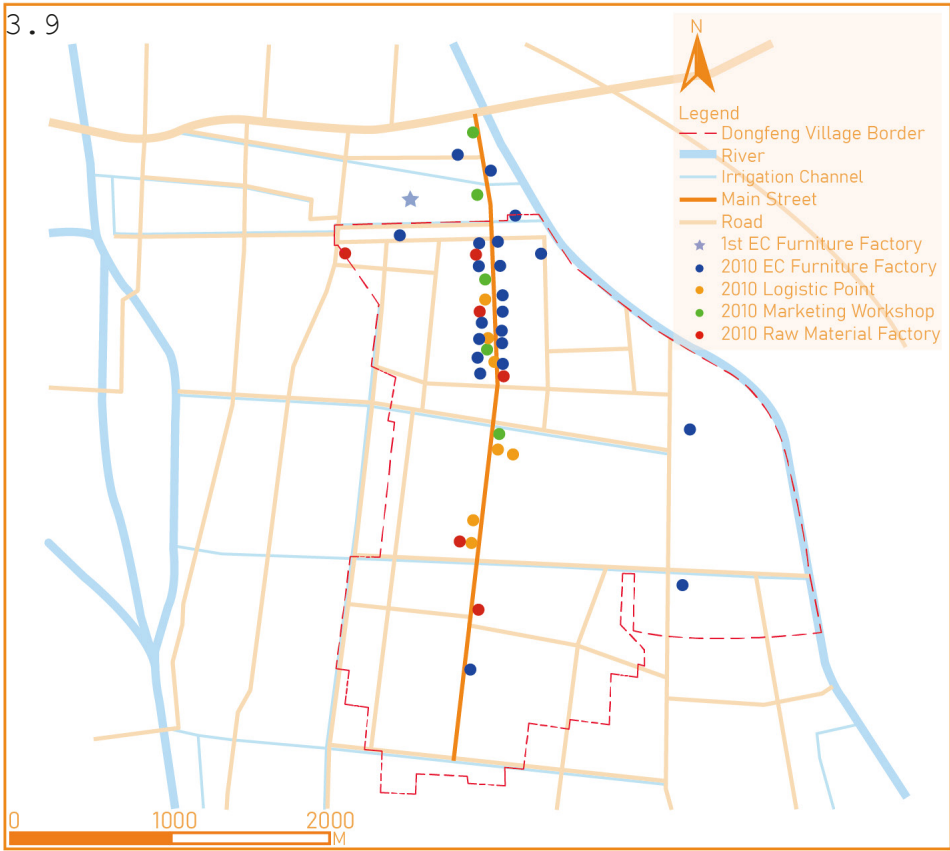 3.9
N
Legend
Dongfeng Village Border
River
Irrigation Channel
Main Street
Road
1st EC Furniture Factory
2010 EC Furniture Factory
2010 Logistic Point
2010 Marketing Workshop
2010 Raw Material Factory
0 1000 2000
M